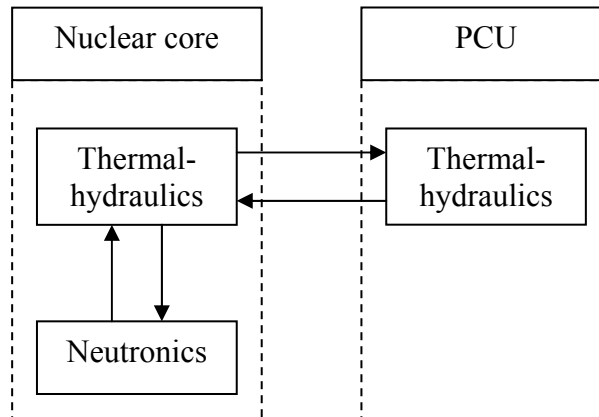 Nuclear core
PCU
Thermal-
hydraulics
Thermal-
hydraulics
Neutronics